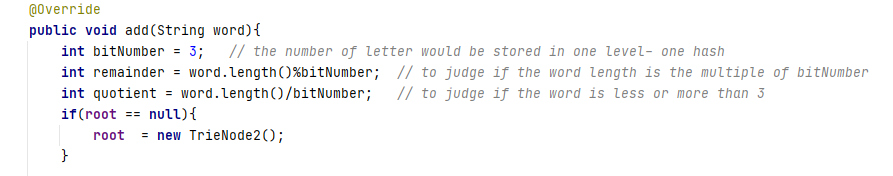 @Override
public void add(String word){
int bitNumber = 3;   // the number of letter would be stored in one level– one hash
int remainder = word.length()%bitNumber;  // to judge if the word length is the multiple of bitNumber
int quotient = word.length()/bitNumber;   // to judge if the word is less or more than 3
if(root == null){
root  = new TrieNode2();
}